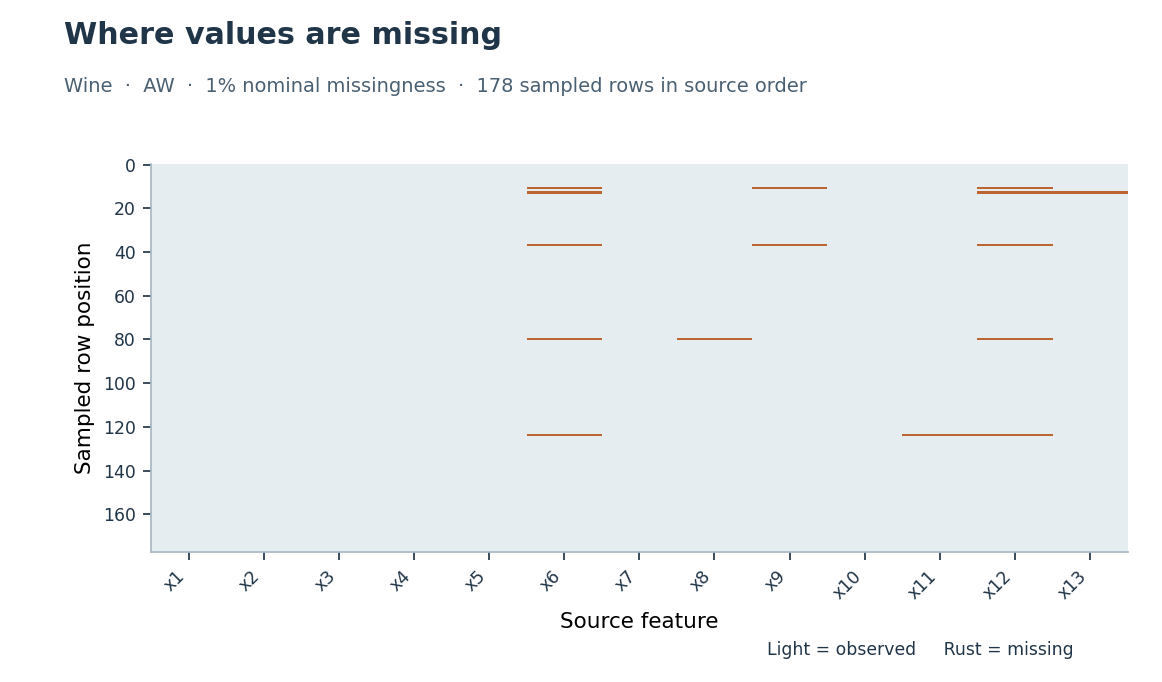 Where values are missing
Wine · AW · 1% nominal missingness · 178 sampled rows in source order
0
20
40
60
80
100
120
140
160
Sampled row position
x1 x2 x3 x4 x5 x6 x7 x8 x9 x10 x11 x12 x13
Source feature
Light = observed Rust = missing